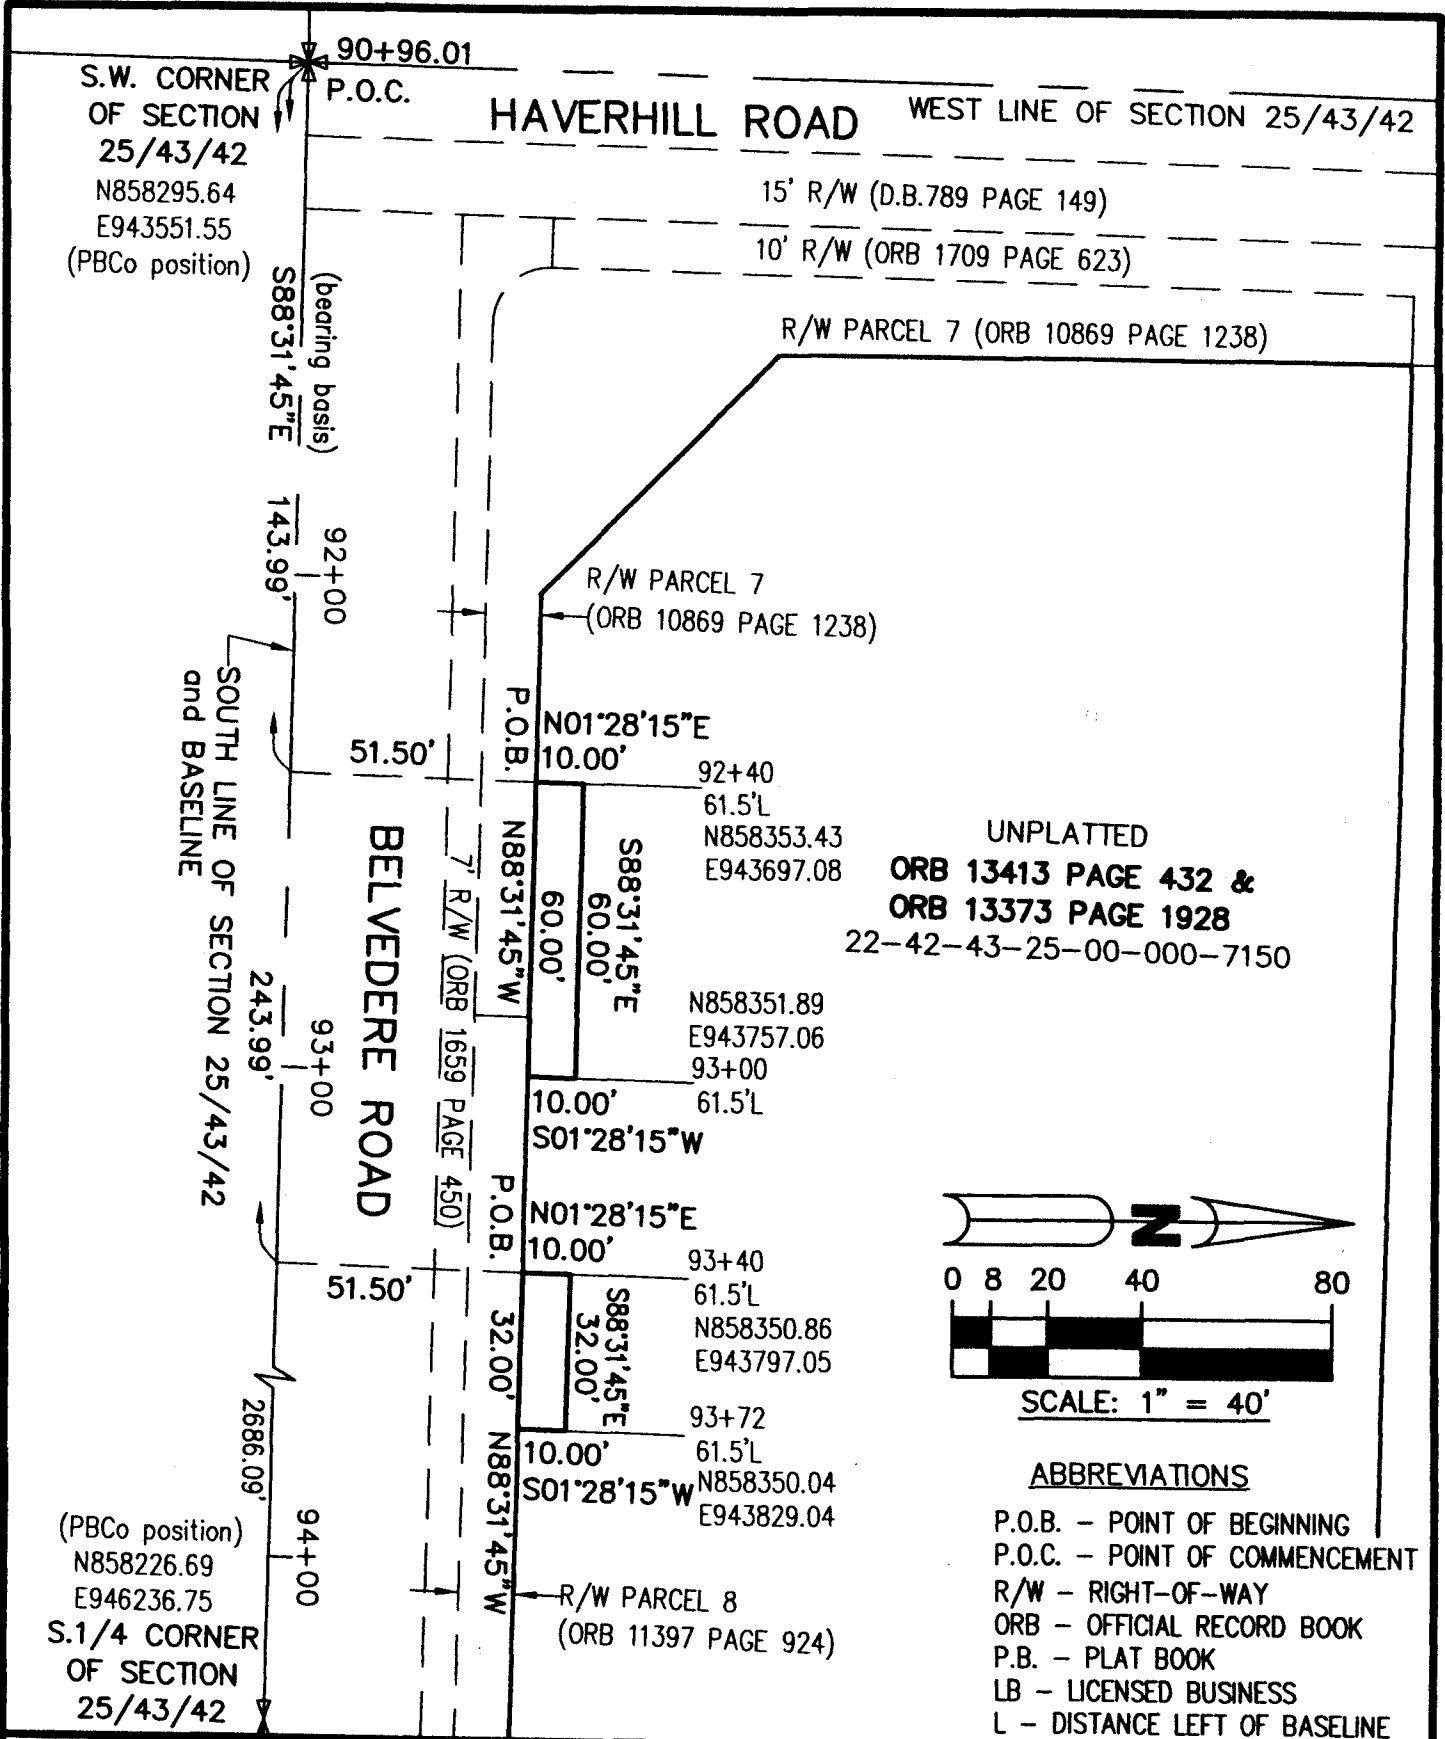 90+96.01
P.O.C.
S.W. CORNER
OF SECTION
25/43/42
N858295.64
E943551.55
(PBCo position)
HAVERHILL ROAD
WEST LINE OF SECTION 25/43/42
15' R/W (D.B.789 PAGE 149)
10' R/W (ORB 1709 PAGE 623)
R/W PARCEL 7 (ORB 10869 PAGE 1238)
(bearing basis)
S88°31'45"E
143.99'
92+00
R/W PARCEL 7
(ORB 10869 PAGE 1238)
SOUTH LINE OF SECTION 25/43/42
and BASELINE
P.O.B.
N01°28'15"E
10.00'
51.50'
92+40
61.5'L
N858353.43
E943697.08
BELVEDERE ROAD
7' R/W (ORB 1659 PAGE 450)
N88°31'45"W
60.00'
S88°31'45"E
60.00'
UNPLATTED
ORB 13413 PAGE 432 &
ORB 13373 PAGE 1928
22-42-43-25-00-000-7150
243.99'
93+00
N858351.89
E943757.06
93+00
61.5'L
10.00'
S01°28'15"W
P.O.B.
N01°28'15"E
10.00'
51.50'
93+40
61.5'L
N858350.86
E943797.05
32.00'
S88°31'45"E
32.00'
93+72
61.5'L
N858350.04
E943829.04
10.00'
S01°28'15"W
N88°31'45"W
N
0 8 20 40 80
SCALE: 1" = 40'
2686.09'
94+00
(PBCo position)
N858226.69
E946236.75
S.1/4 CORNER
OF SECTION
25/43/42
R/W PARCEL 8
(ORB 11397 PAGE 924)
ABBREVIATIONS
P.O.B. - POINT OF BEGINNING
P.O.C. - POINT OF COMMENCEMENT
R/W - RIGHT-OF-WAY
ORB - OFFICIAL RECORD BOOK
P.B. - PLAT BOOK
LB - LICENSED BUSINESS
L - DISTANCE LEFT OF BASELINE